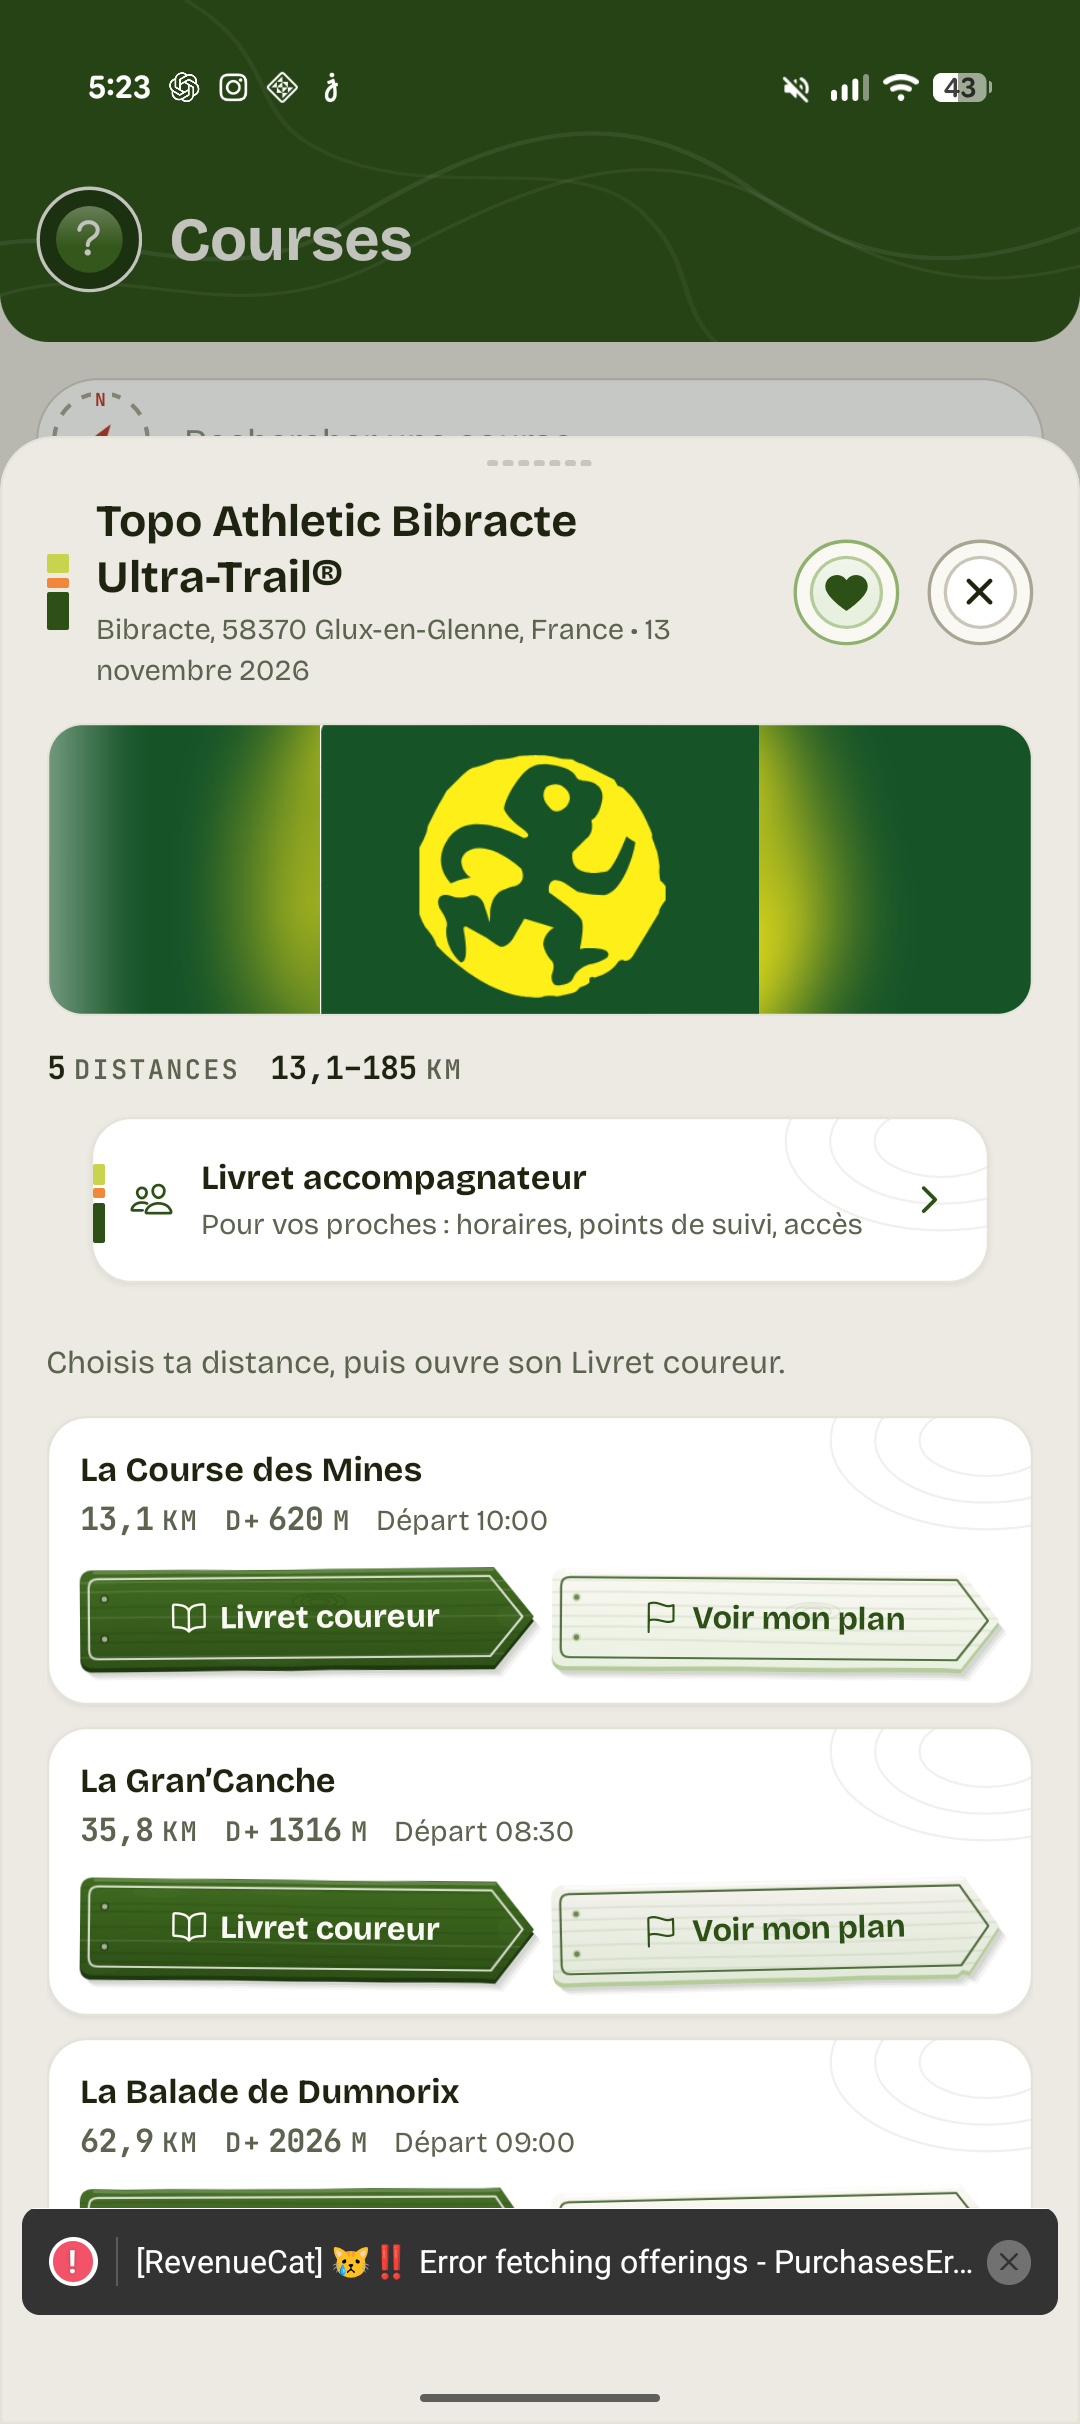 5:23
43
?
Courses
N
Rechercher une course
Topo Athletic Bibracte
Ultra-Trail®
Bibracte, 58370 Glux-en-Glenne, France • 13
novembre 2026
5 DISTANCES 13,1–185 KM
Livret accompagnateur
Pour vos proches : horaires, points de suivi, accès
Choisis ta distance, puis ouvre son Livret coureur.
La Course des Mines
13,1 KM D+ 620 M Départ 10:00
Livret coureur
Voir mon plan
La Gran’Canche
35,8 KM D+ 1316 M Départ 08:30
Livret coureur
Voir mon plan
La Balade de Dumnorix
62,9 KM D+ 2026 M Départ 09:00
! [RevenueCat] 😿‼️ Error fetching offerings - PurchasesEr...